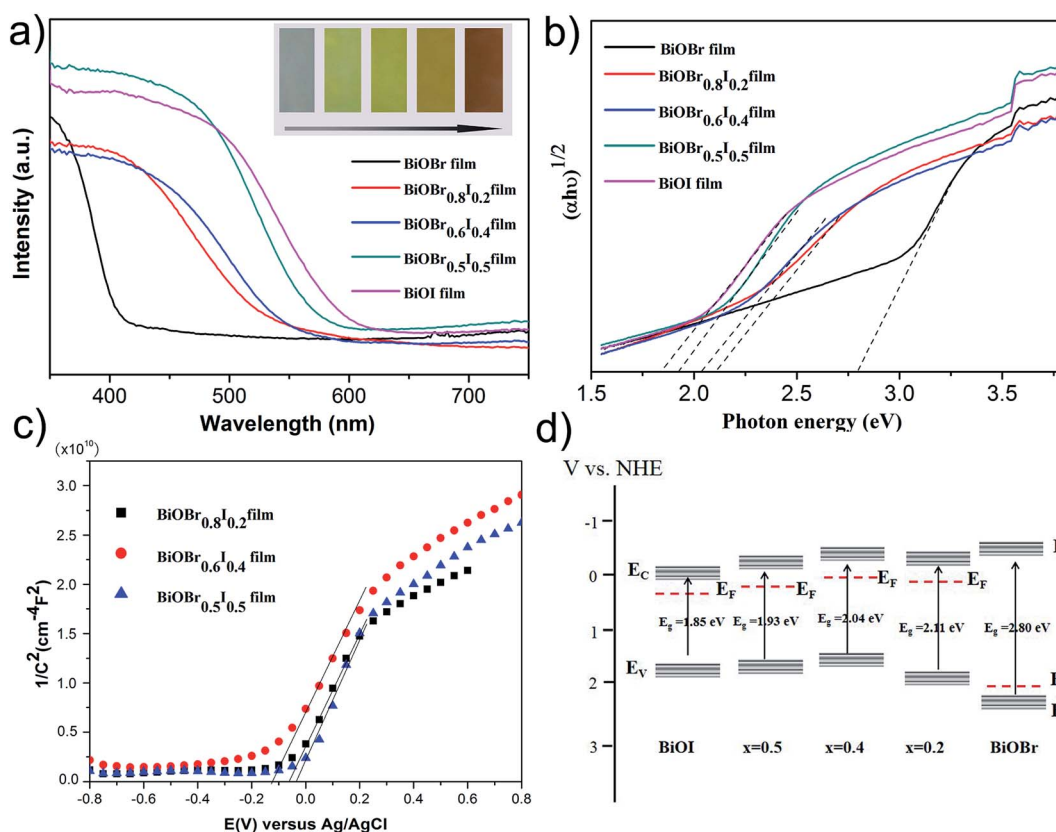 a)
Intensity (a.u.)
BiOBr film
BiOBr0.8I0.2film
BiOBr0.6I0.4film
BiOBr0.5I0.5film
BiOI film
400 500 600 700
Wavelength (nm)
b)
(αhυ)1/2
BiOBr film
BiOBr0.8I0.2film
BiOBr0.6I0.4film
BiOBr0.5I0.5film
BiOI film
1.5 2.0 2.5 3.0 3.5
Photon energy (eV)
c)
(x10¹⁰)
1/C²(cm⁻⁴F²)
3.0
2.5
2.0
1.5
1.0
5.0
0.0
BiOBr0.8I0.2film
BiOBr0.6I0.4film
BiOBr0.5I0.5film
-0.8 -0.6 -0.4 -0.2 0.0 0.2 0.4 0.6 0.8
E(V) versus Ag/AgCl
d)
V vs. NHE
-1
0
1
2
3
EC
EF EF EF EF
Eg =1.85 eV Eg =1.93 eV Eg =2.04 eV Eg =2.11 eV Eg =2.80 eV
EV
BiOI x=0.5 x=0.4 x=0.2 BiOBr